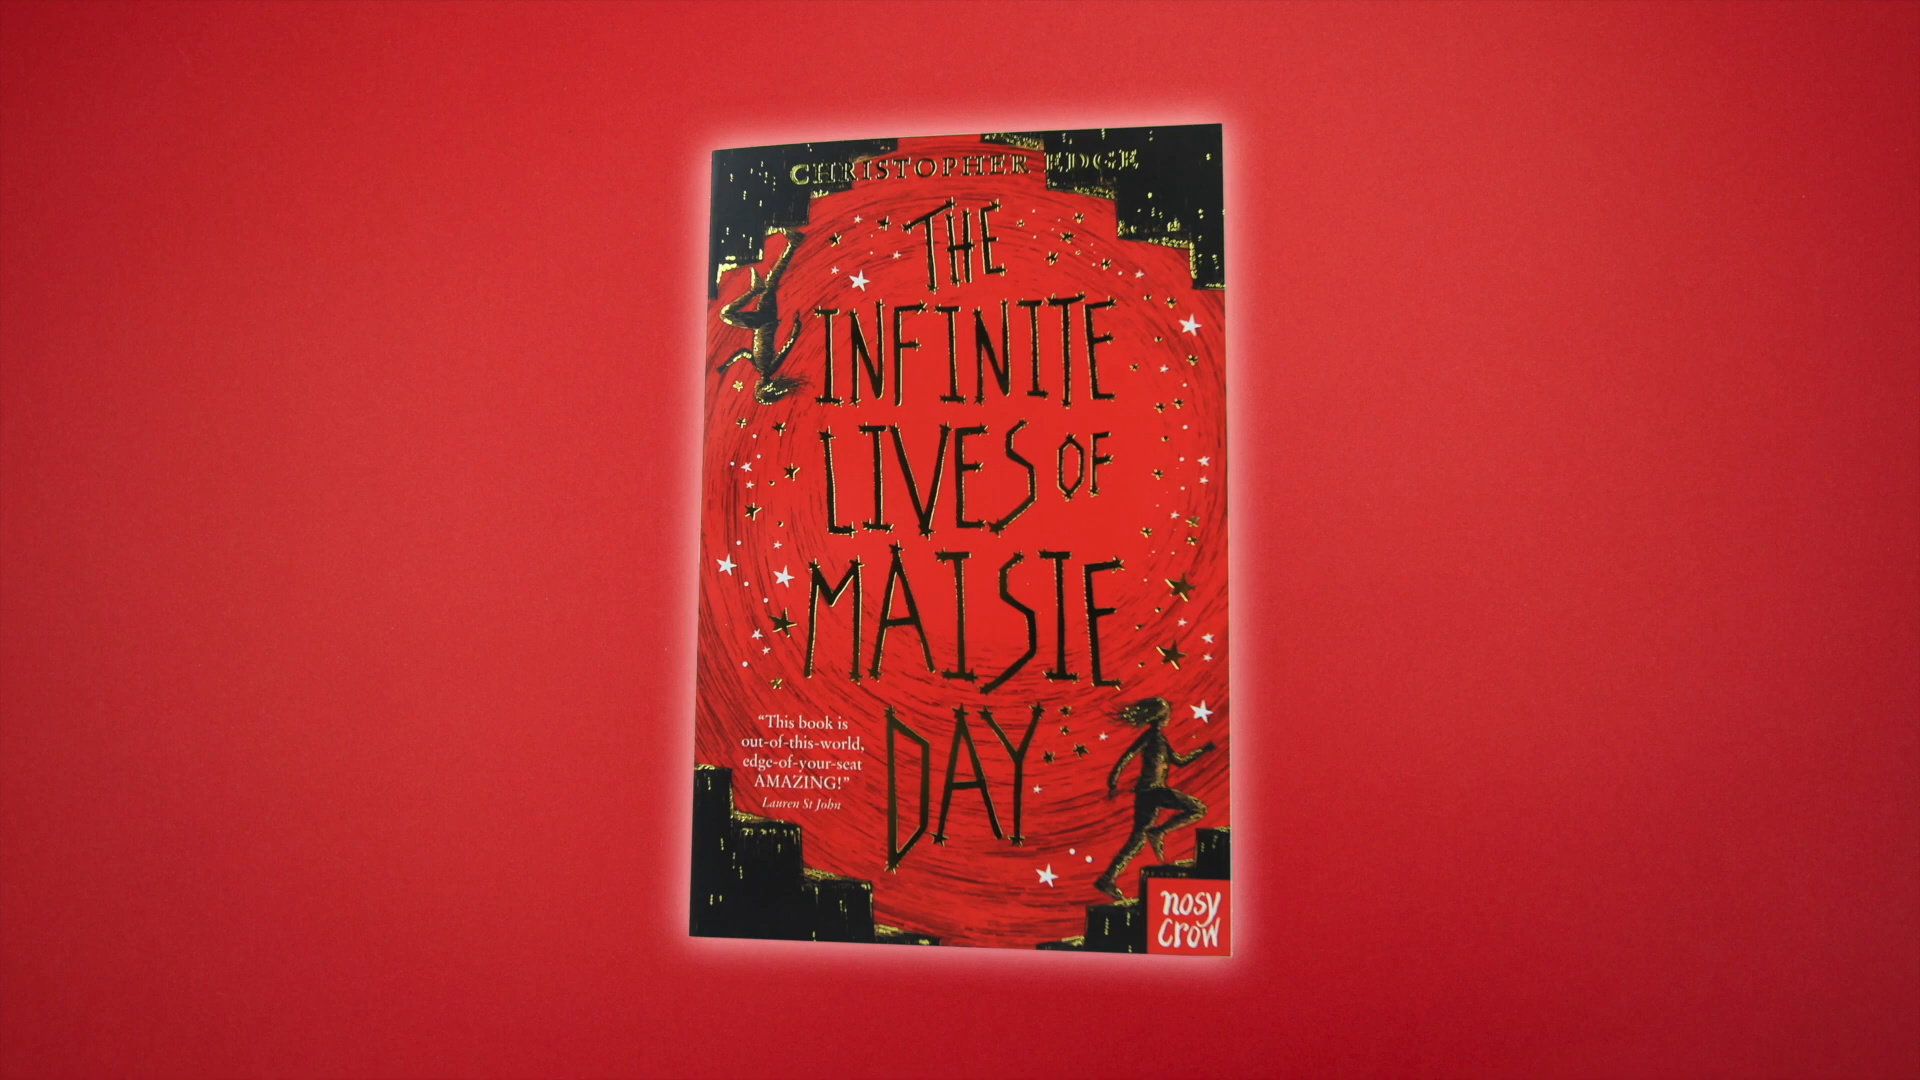 CHRISTOPHER EDGE
THE
INFINITE
LIVES OF
MAISIE
DAY
“This book is
out-of-this-world,
edge-of-your-seat
AMAZING!”
Lauren St John
nosy
crow